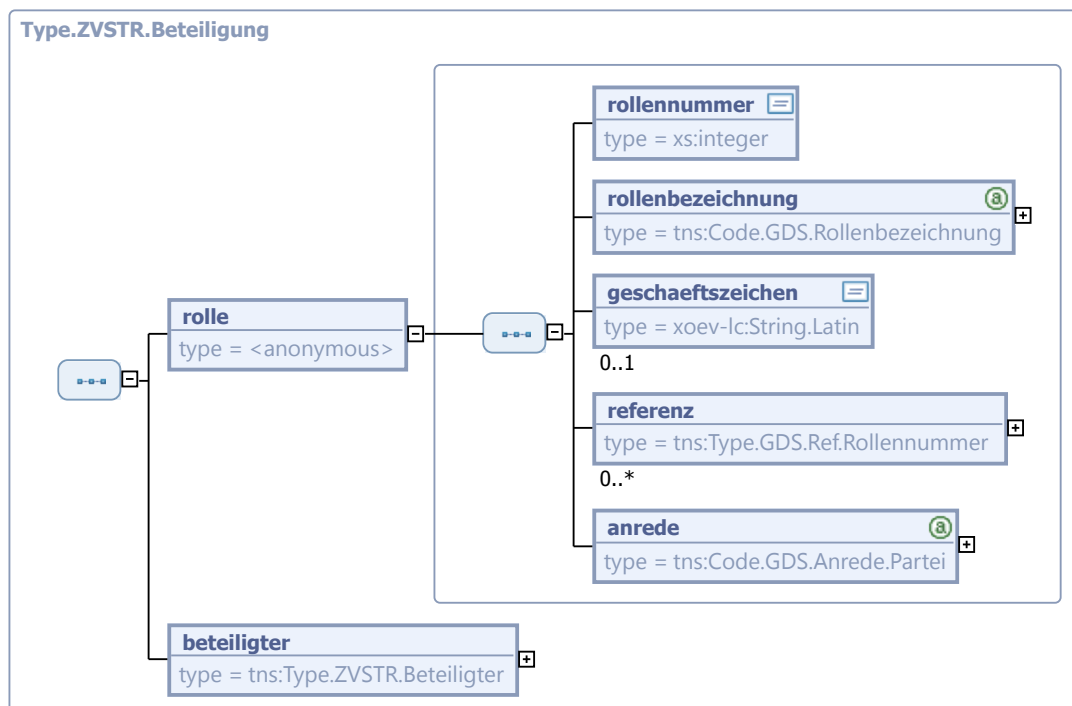 Type.ZVSTR.Beteiligung
rollennummer
type = xs:integer
rollenbezeichnung
type = tns:Code.GDS.Rollenbezeichnung
geschaeftszeichen
type = xoev-lc:String.Latin
0..1
rolle
type = <anonymous>
referenz
type = tns:Type.GDS.Ref.Rollennummer
0..*
anrede
type = tns:Code.GDS.Anrede.Partei
beteiligter
type = tns:Type.ZVSTR.Beteiligter